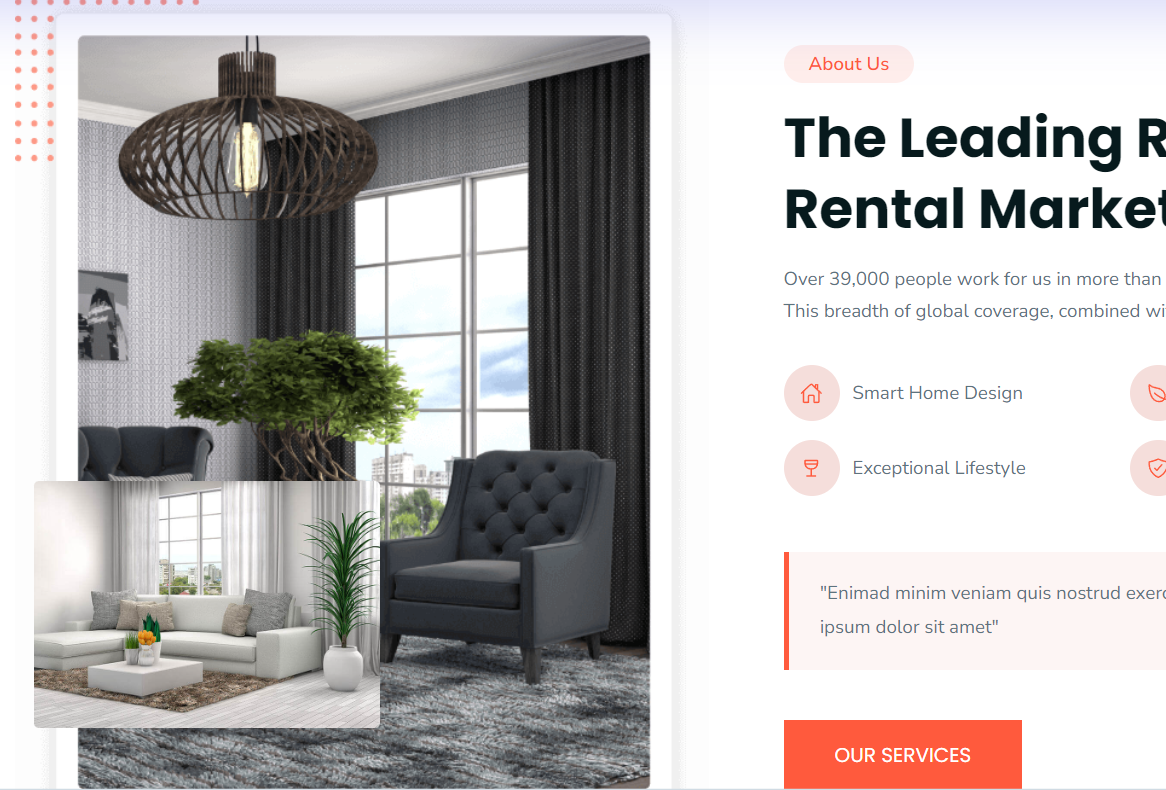 About Us
The Leading R
Rental Market
Over 39,000 people work for us in more than
This breadth of global coverage, combined wi
Smart Home Design
Exceptional Lifestyle
"Enimad minim veniam quis nostrud exerc
ipsum dolor sit amet"
OUR SERVICES